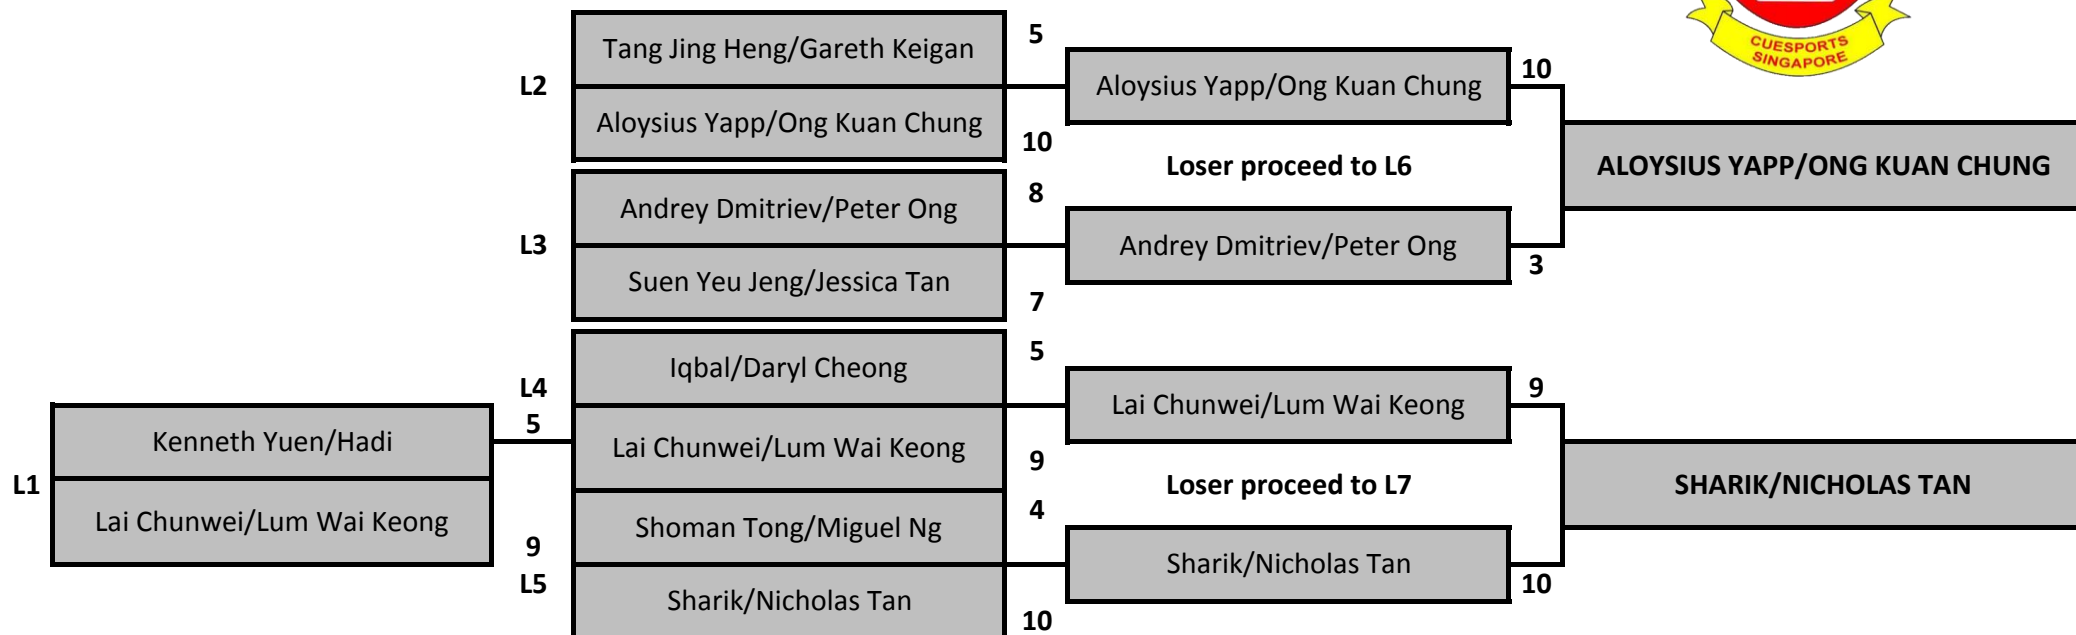 CUESPORTS
SINGAPORE
5
Tang Jing Heng/Gareth Keigan
L2
Aloysius Yapp/Ong Kuan Chung
10
Aloysius Yapp/Ong Kuan Chung
10
Loser proceed to L6
ALOYSIUS YAPP/ONG KUAN CHUNG
8
Andrey Dmitriev/Peter Ong
L3
Andrey Dmitriev/Peter Ong
3
Suen Yeu Jeng/Jessica Tan
7
5
Iqbal/Daryl Cheong
L4
Lai Chunwei/Lum Wai Keong
9
5
Kenneth Yuen/Hadi
Lai Chunwei/Lum Wai Keong
9
L1
Loser proceed to L7
SHARIK/NICHOLAS TAN
4
Lai Chunwei/Lum Wai Keong
Shoman Tong/Miguel Ng
9
Sharik/Nicholas Tan
L5
10
Sharik/Nicholas Tan
10